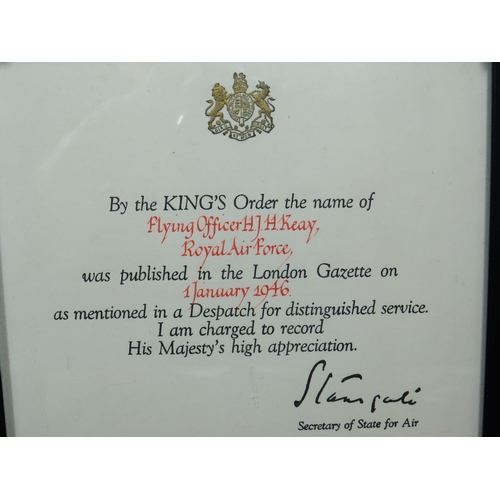 By the KING'S Order the name of
Flying Officer H.J.H.Keay,
Royal Air Force,
was published in the London Gazette on
1 January 1946.
as mentioned in a Despatch for distinguished service.
I am charged to record
His Majesty's high appreciation.
Stansgate
Secretary of State for Air